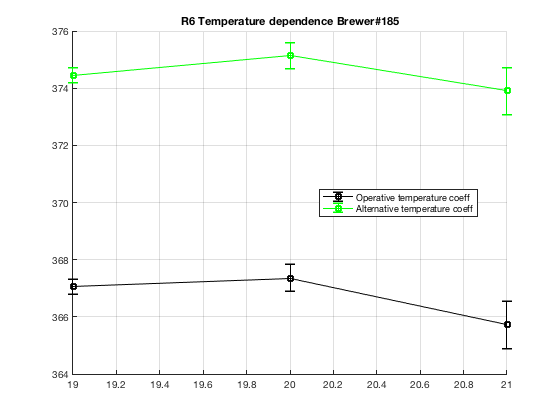 R6 Temperature dependence Brewer#185
376
374
372
370
368
366
364
Operative temperature coeff
Alternative temperature coeff
19 19.2 19.4 19.6 19.8 20 20.2 20.4 20.6 20.8 21